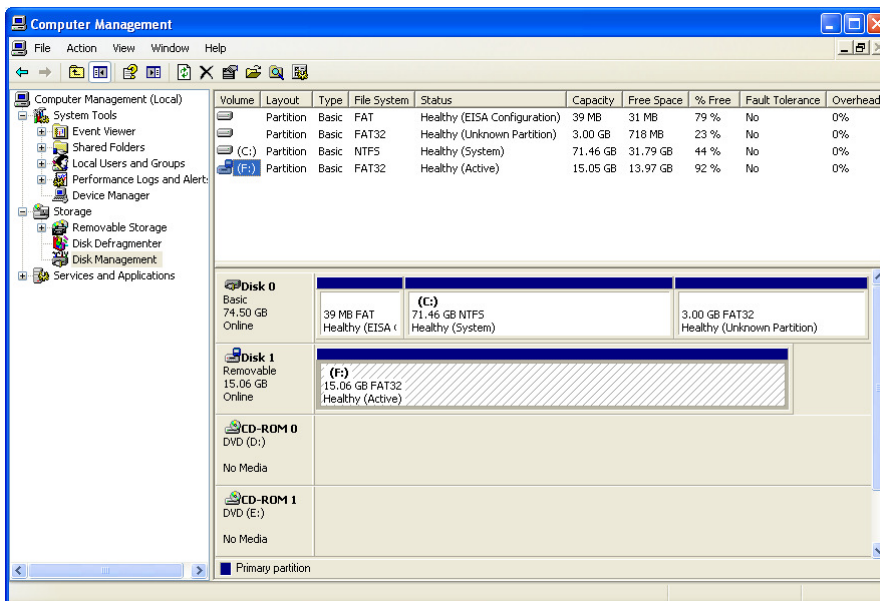 Computer Management
File Action View Window Help
Computer Management (Local)
System Tools
Event Viewer
Shared Folders
Local Users and Groups
Performance Logs and Alert:
Device Manager
Storage
Removable Storage
Disk Defragmenter
Disk Management
Services and Applications
Volume Layout Type File System Status Capacity Free Space % Free Fault Tolerance Overhead
Partition Basic FAT Healthy (EISA Configuration) 39 MB 31 MB 79 % No 0%
Partition Basic FAT32 Healthy (Unknown Partition) 3.00 GB 718 MB 23 % No 0%
(C:) Partition Basic NTFS Healthy (System) 71.46 GB 31.79 GB 44 % No 0%
(F:) Partition Basic FAT32 Healthy (Active) 15.05 GB 13.97 GB 92 % No 0%
Disk 0
Basic
74.50 GB
Online
39 MB FAT
Healthy (EISA (
(C:)
71.46 GB NTFS
Healthy (System)
3.00 GB FAT32
Healthy (Unknown Partition)
Disk 1
Removable
15.06 GB
Online
(F:)
15.06 GB FAT32
Healthy (Active)
CD-ROM 0
DVD (D:)
No Media
CD-ROM 1
DVD (E:)
No Media
Primary partition